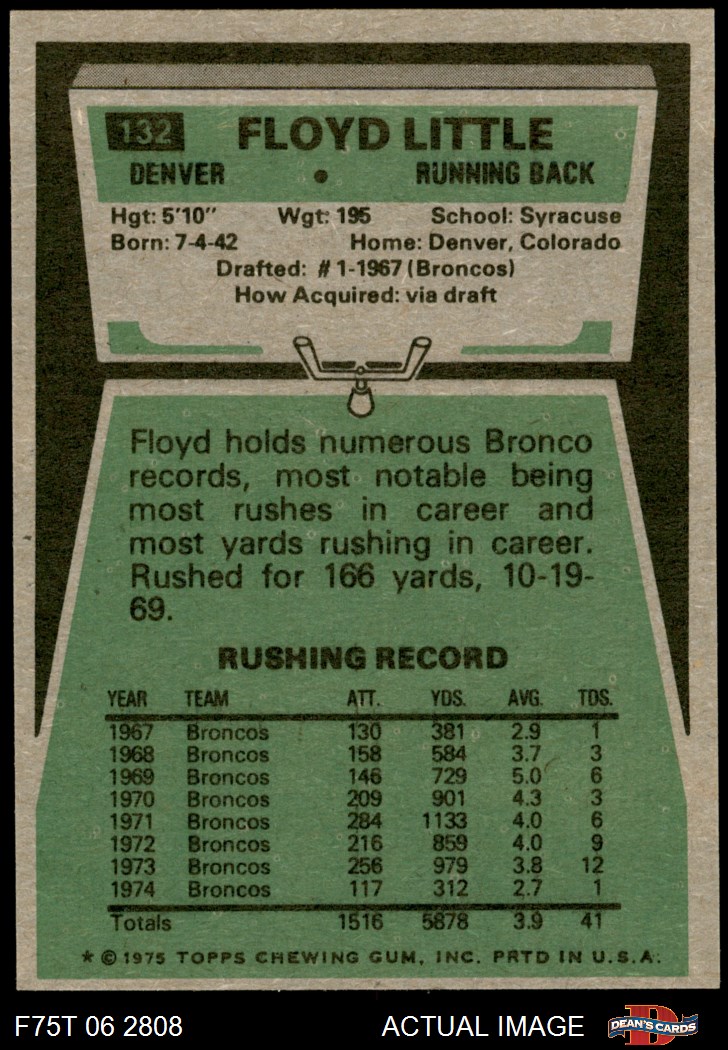 132 FLOYD LITTLE
DENVER • RUNNING BACK
Hgt: 5'10" Wgt: 195 School: Syracuse
Born: 7-4-42 Home: Denver, Colorado
Drafted: #1-1967 (Broncos)
How Acquired: via draft
Floyd holds numerous Bronco
records, most notable being
most rushes in career and
most yards rushing in career.
Rushed for 166 yards, 10-19-
69.
RUSHING RECORD
YEAR TEAM ATT. YDS. AVG. TDS.
1967 Broncos 130 381 2.9 1
1968 Broncos 158 584 3.7 3
1969 Broncos 146 729 5.0 6
1970 Broncos 209 901 4.3 3
1971 Broncos 284 1133 4.0 6
1972 Broncos 216 859 4.0 9
1973 Broncos 256 979 3.8 12
1974 Broncos 117 312 2.7 1
Totals 1516 5878 3.9 41
* © 1975 TOPPS CHEWING GUM, INC. PRTD IN U.S.A.
F75T 06 2808 ACTUAL IMAGE DEAN'S CARDS